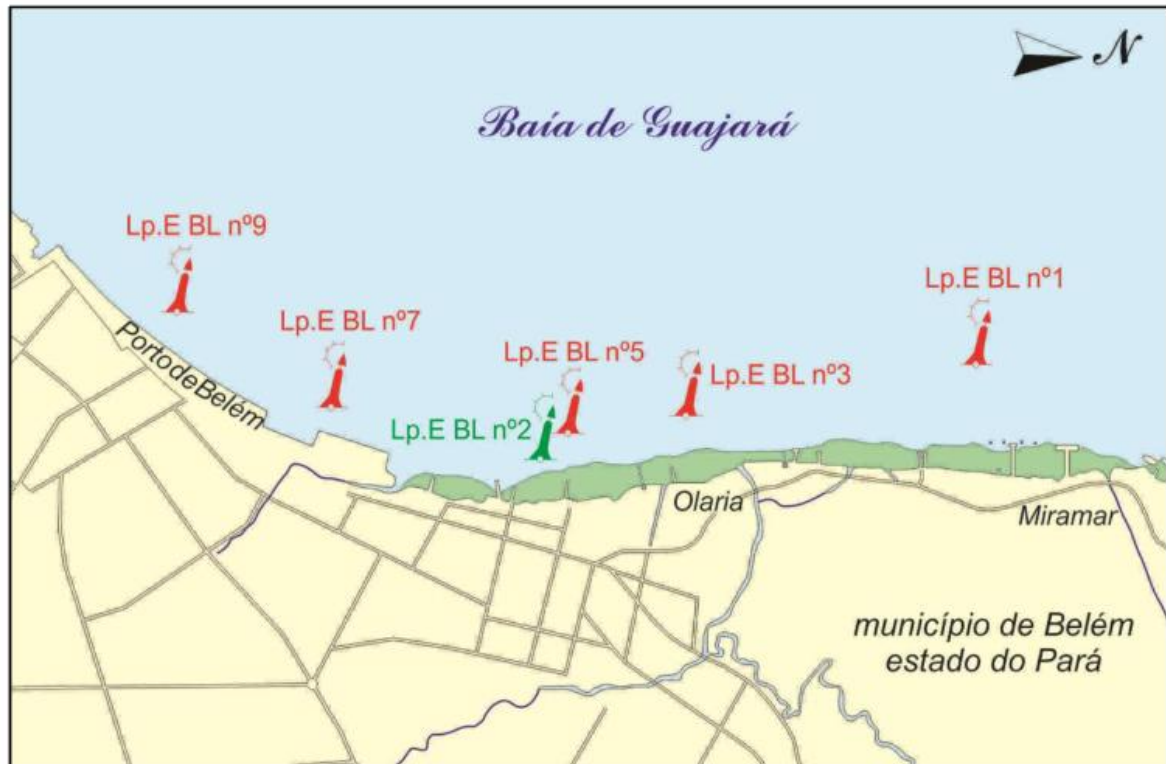 N
Baía de Guajará
Lp.E BL nº9
Lp.E BL nº1
Lp.E BL nº7
Lp.E BL nº5
Lp.E BL nº3
Porto de Belém
Lp.E BL nº2
Olaria
Miramar
município de Belém
estado do Pará